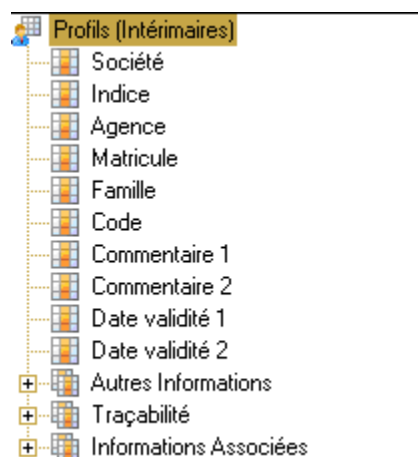 Profils (Intérimaires)
Société
Indice
Agence
Matricule
Famille
Code
Commentaire 1
Commentaire 2
Date validité 1
Date validité 2
Autres Informations
Traçabilité
Informations Associées